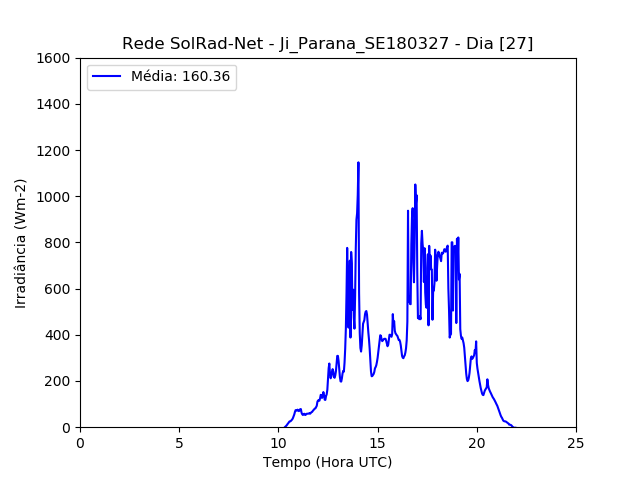 Rede SolRad-Net - Ji_Parana_SE180327 - Dia [27]
Média: 160.36
1600
1400
1200
1000
800
600
400
200
0
Irradiância (Wm-2)
0 5 10 15 20 25
Tempo (Hora UTC)